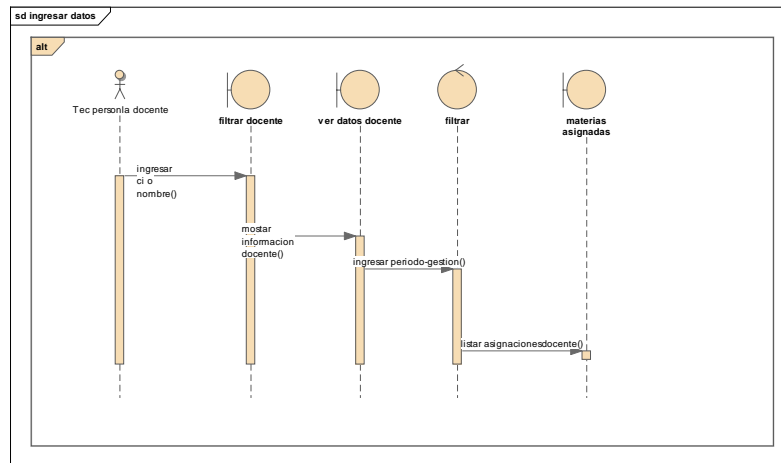 sd ingresar datos
alt
Tec personla docente
filtrar docente
ver datos docente
filtrar
materias
asignadas
ingresar
ci o
nombre()
mostar
informacion
docente()
ingresar periodo-gestion()
listar asignacionesdocente()